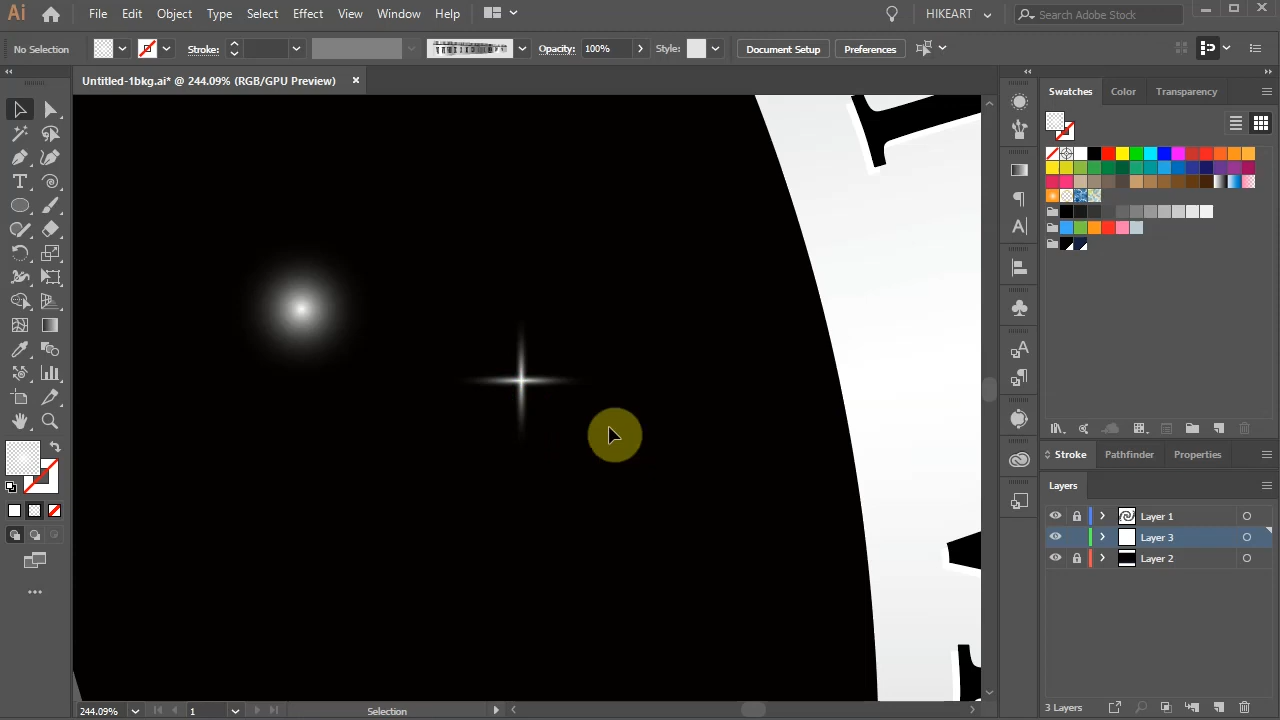 Ai File Edit Object Type Select Effect View Window Help HIKEART Search Adobe Stock
No Selection Stroke: Opacity: 100% Style: Document Setup Preferences
Untitled-1bkg.ai* @ 244.09% (RGB/GPU Preview) ×
Swatches Color Transparency
Stroke Pathfinder Properties
Layers
Layer 1
Layer 3
Layer 2
244.09% 1 Selection 3 Layers